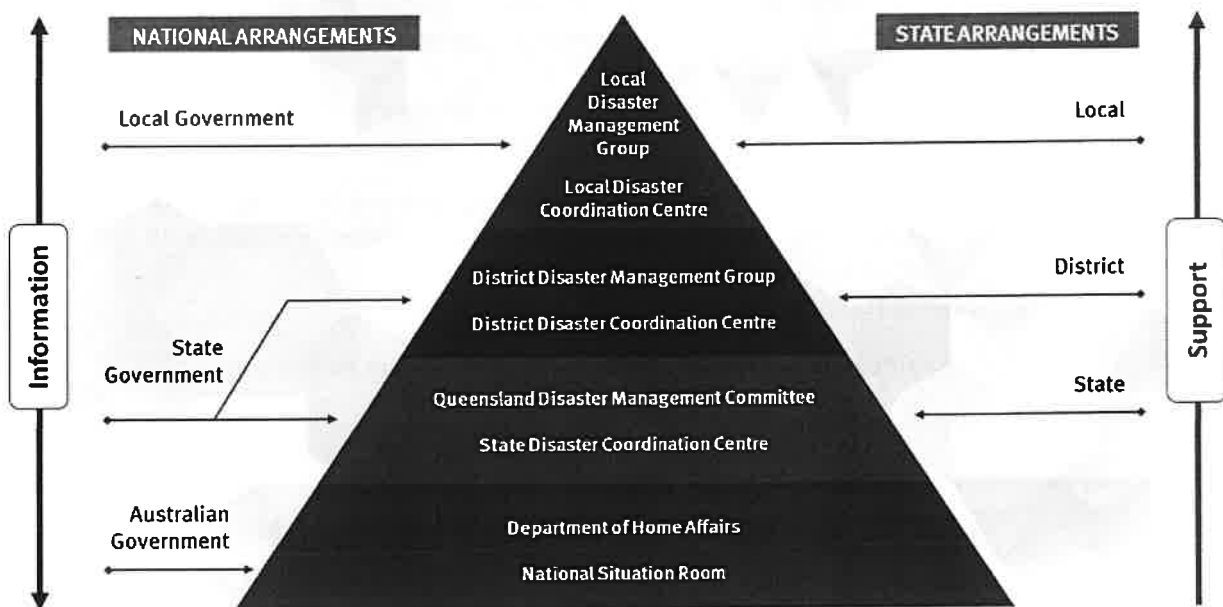 NATIONAL ARRANGEMENTS
STATE ARRANGEMENTS
Local
Disaster
Management
Group
Local Disaster
Coordination Centre
Local Government
Local
District Disaster Management Group
District Disaster Coordination Centre
State
Government
District
Queensland Disaster Management Committee
State Disaster Coordination Centre
State
Australian
Government
Department of Home Affairs
National Situation Room
Information
Support